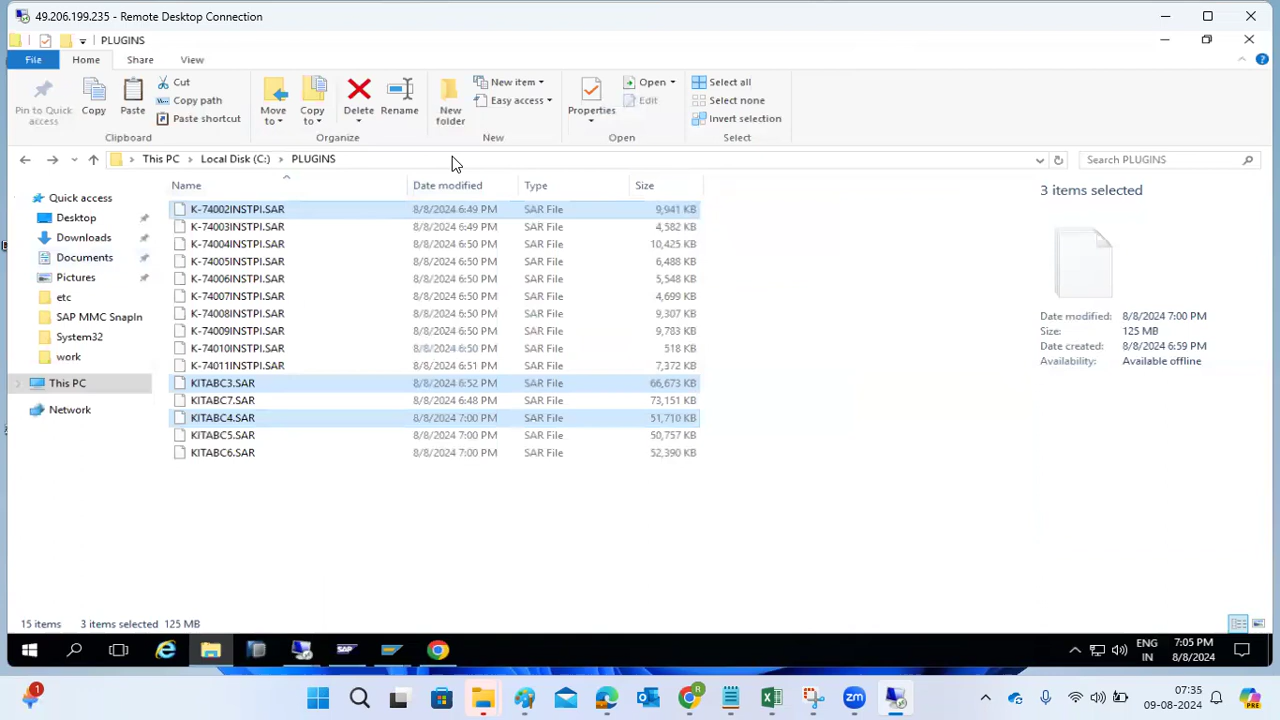 49.206.199.235 - Remote Desktop Connection
PLUGINS
File Home Share View
Pin to Quick access
Copy
Paste
Cut
Copy path
Paste shortcut
Clipboard
Move to
Copy to
Delete
Rename
Organize
New folder
New item
Easy access
New
Properties
Open
Edit
Open
Select all
Select none
Invert selection
Select
This PC Local Disk (C:) PLUGINS
Search PLUGINS
Name Date modified Type Size
K-74002INSTPI.SAR 8/8/2024 6:49 PM SAR File 9,941 KB
K-74003INSTPI.SAR 8/8/2024 6:49 PM SAR File 4,582 KB
K-74004INSTPI.SAR 8/8/2024 6:50 PM SAR File 10,425 KB
K-74005INSTPI.SAR 8/8/2024 6:50 PM SAR File 6,488 KB
K-74006INSTPI.SAR 8/8/2024 6:50 PM SAR File 5,548 KB
K-74007INSTPI.SAR 8/8/2024 6:50 PM SAR File 4,699 KB
K-74008INSTPI.SAR 8/8/2024 6:50 PM SAR File 9,307 KB
K-74009INSTPI.SAR 8/8/2024 6:50 PM SAR File 9,783 KB
K-74010INSTPI.SAR 8/8/2024 6:50 PM SAR File 518 KB
K-74011INSTPI.SAR 8/8/2024 6:51 PM SAR File 7,372 KB
KITABC3.SAR 8/8/2024 6:52 PM SAR File 66,673 KB
KITABC7.SAR 8/8/2024 6:48 PM SAR File 73,151 KB
KITABC4.SAR 8/8/2024 7:00 PM SAR File 51,710 KB
KITABC5.SAR 8/8/2024 7:00 PM SAR File 50,757 KB
KITABC6.SAR 8/8/2024 7:00 PM SAR File 52,390 KB
Quick access
Desktop
Downloads
Documents
Pictures
etc
SAP MMC SnapIn
System32
work
This PC
Network
3 items selected
Date modified: 8/8/2024 7:00 PM
Size: 125 MB
Date created: 8/8/2024 6:59 PM
Availability: Available offline
15 items 3 items selected 125 MB
SAP
ENG
IN
7:05 PM
8/8/2024
1
R
zm
07:35
09-08-2024
PRE